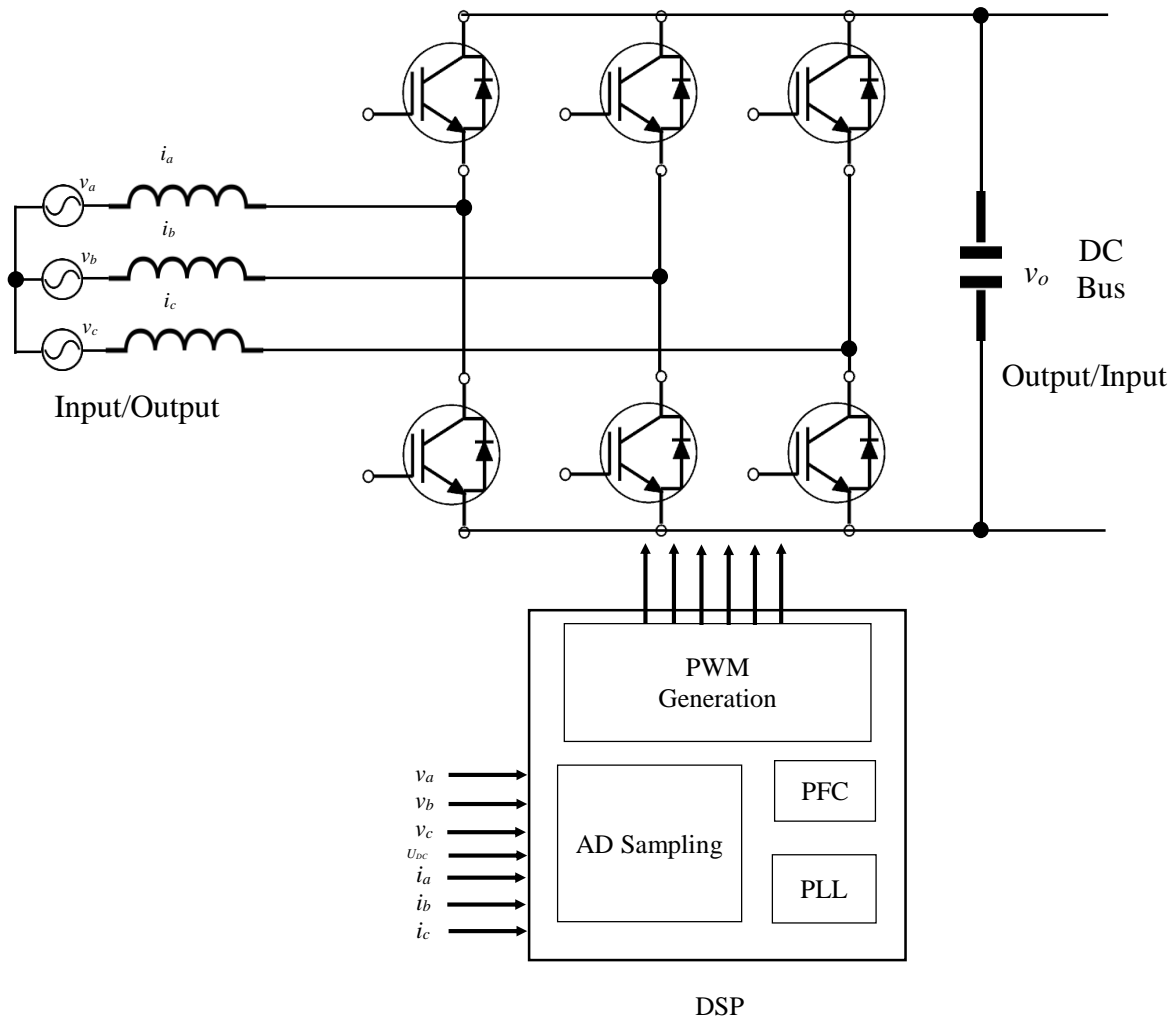 i_a
v_a
i_b
v_b
i_c
v_c
Input/Output
v_o
DC
Bus
Output/Input
PWM
Generation
v_a
v_b
v_c
U_DC
i_a
i_b
i_c
AD Sampling
PFC
PLL
DSP